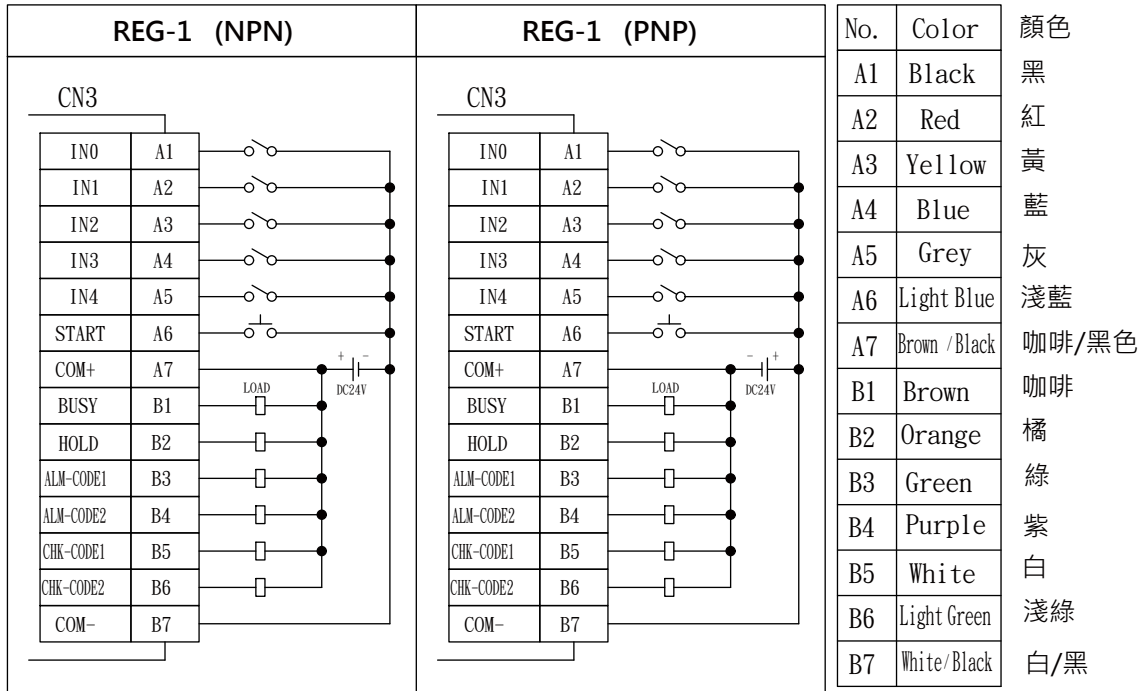 REG-1 (NPN)
CN3
IN0 A1
IN1 A2
IN2 A3
IN3 A4
IN4 A5
START A6
COM+ A7 + -
DC24V
BUSY B1 LOAD
HOLD B2
ALM-CODE1 B3
ALM-CODE2 B4
CHK-CODE1 B5
CHK-CODE2 B6
COM- B7
REG-1 (PNP)
CN3
IN0 A1
IN1 A2
IN2 A3
IN3 A4
IN4 A5
START A6
COM+ A7 - +
DC24V
BUSY B1 LOAD
HOLD B2
ALM-CODE1 B3
ALM-CODE2 B4
CHK-CODE1 B5
CHK-CODE2 B6
COM- B7
No. Color 顏色
A1 Black 黑
A2 Red 紅
A3 Yellow 黃
A4 Blue 藍
A5 Grey 灰
A6 Light Blue 淺藍
A7 Brown /Black 咖啡/黑色
B1 Brown 咖啡
B2 Orange 橘
B3 Green 綠
B4 Purple 紫
B5 White 白
B6 Light Green 淺綠
B7 White/Black 白/黑